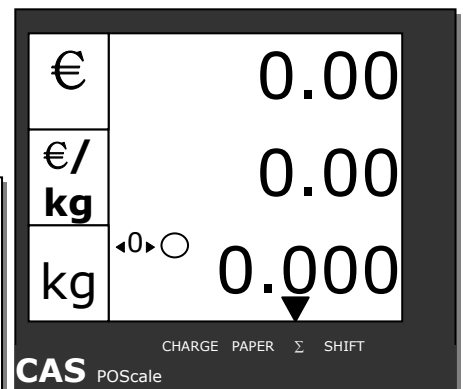 € 0.00
€/
kg 0.00
kg ◂0▸○ 0.000
▼
CHARGE PAPER Σ SHIFT
CAS POScale